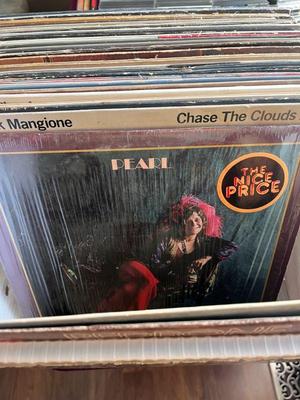 k Mangione Chase The Clouds
PEARL
THE
NICE
PRICE